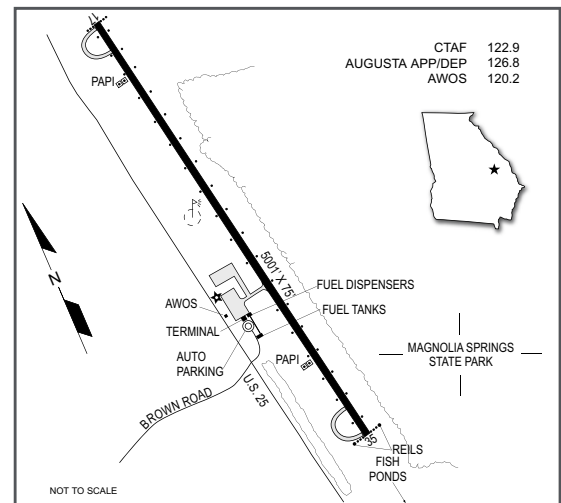 17
CTAF 122.9
AUGUSTA APP/DEP 126.8
AWOS 120.2
PAPI
N
5001' X 75'
FUEL DISPENSERS
AWOS
FUEL TANKS
TERMINAL
AUTO
PARKING
PAPI
MAGNOLIA SPRINGS
STATE PARK
BROWN ROAD
U.S. 25
35
REILS
FISH
PONDS
NOT TO SCALE